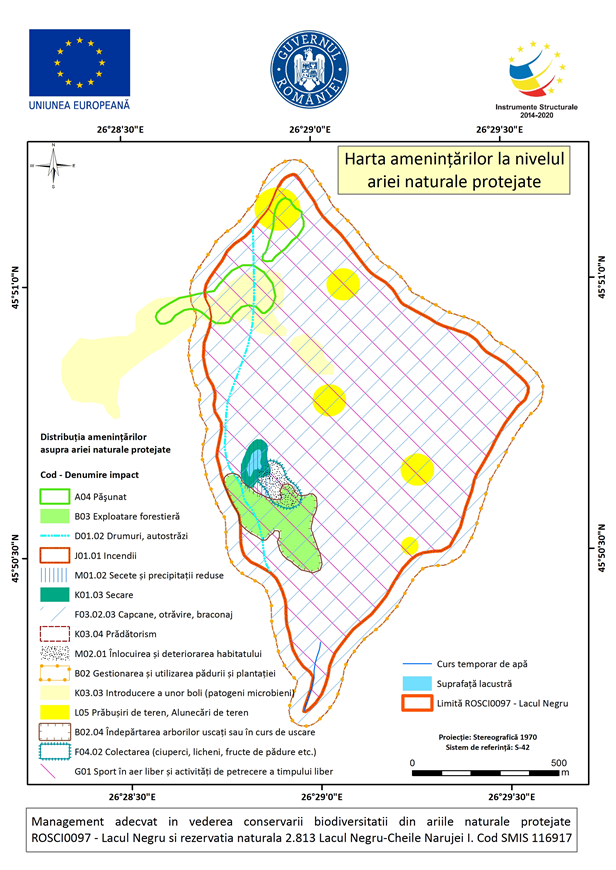 UNIUNEA EUROPEANĂ
GUVERNUL
ROMÂNIEI
Instrumente Structurale
2014-2020
26°28'30"E
26°29'0"E
26°29'30"E
Harta amenințărilor la nivelul
ariei naturale protejate
N
45°51'0"N
45°51'0"N
Distribuția amenințărilor
asupra ariei naturale protejate
Cod - Denumire impact
A04 Pășunat
B03 Exploatare forestieră
D01.02 Drumuri, autostrăzi
J01.01 Incendii
M01.02 Secete și precipitații reduse
K01.03 Secare
F03.02.03 Capcane, otrăvire, braconaj
K03.04 Prădătorism
M02.01 Înlocuirea și deteriorarea habitatului
B02 Gestionarea și utilizarea pădurii și plantației
K03.03 Introducere a unor boli (patogeni microbieni)
L05 Prăbușiri de teren, Alunecări de teren
B02.04 Îndepărtarea arborilor uscați sau în curs de uscare
F04.02 Colectarea (ciuperci, licheni, fructe de pădure etc.)
G01 Sport în aer liber și activități de petrecere a timpului liber
45°50'30"N
45°50'30"N
Curs temporar de apă
Suprafață lacustră
Limită ROSCI0097 - Lacul Negru
Proiecție: Stereografică 1970
Sistem de referință: S-42
0
500
m
26°28'30"E
26°29'0"E
26°29'30"E
Management adecvat in vederea conservarii biodiversitatii din ariile naturale protejate
ROSCI0097 - Lacul Negru si rezervatia naturala 2.813 Lacul Negru-Cheile Narujei I. Cod SMIS 116917